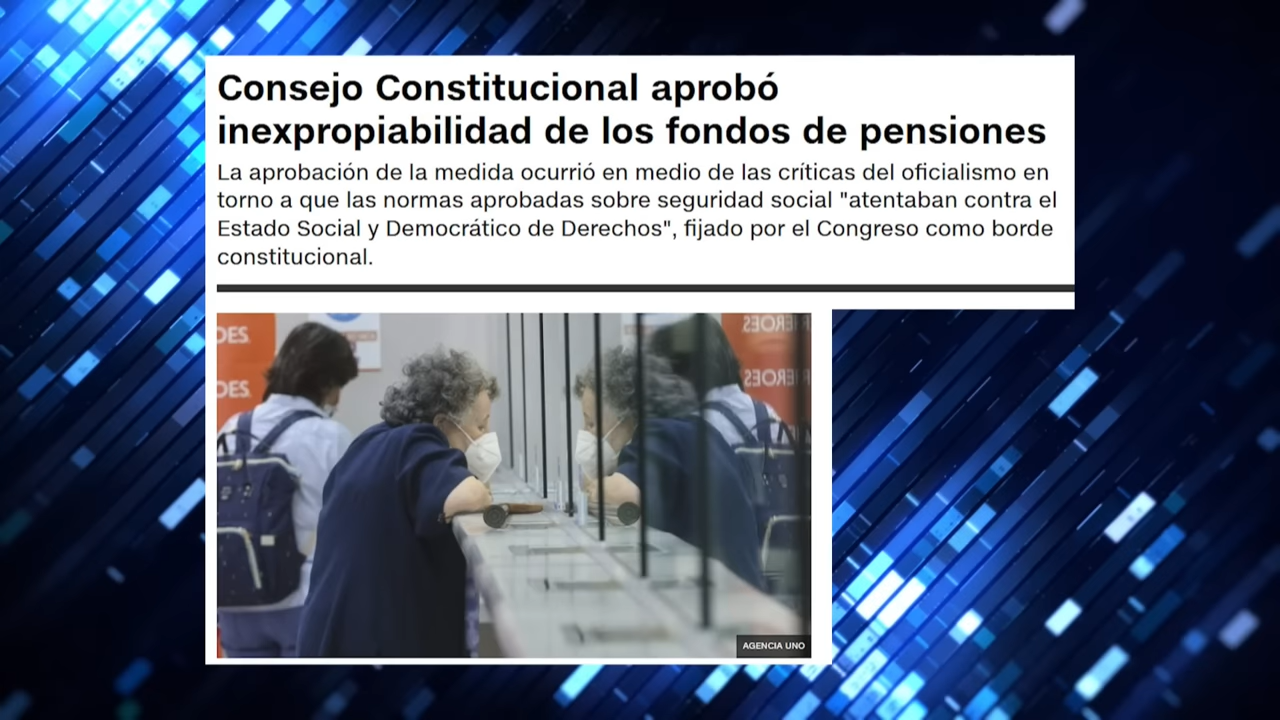 Consejo Constitucional aprobó
inexpropiabilidad de los fondos de pensiones
La aprobación de la medida ocurrió en medio de las críticas del oficialismo en
torno a que las normas aprobadas sobre seguridad social "atentaban contra el
Estado Social y Democrático de Derechos", fijado por el Congreso como borde
constitucional.
OES.
OES.
AGENCIA UNO